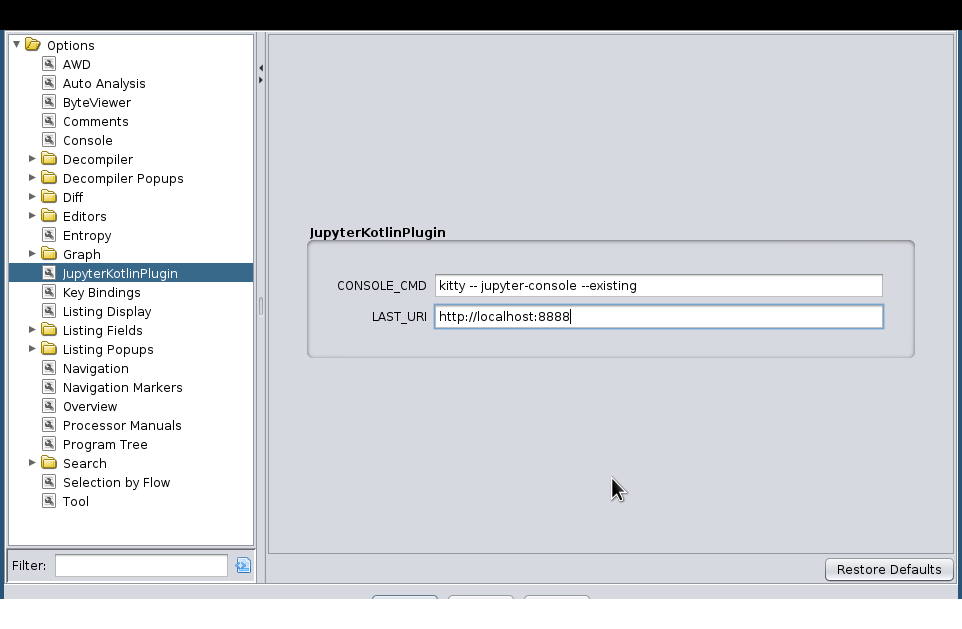 Options
AWD
Auto Analysis
ByteViewer
Comments
Console
Decompiler
Decompiler Popups
Diff
Editors
Entropy
Graph
JupyterKotlinPlugin
Key Bindings
Listing Display
Listing Fields
Listing Popups
Navigation
Navigation Markers
Overview
Processor Manuals
Program Tree
Search
Selection by Flow
Tool
Filter:
JupyterKotlinPlugin
CONSOLE_CMD kitty -- jupyter-console --existing
LAST_URI http://localhost:8888
Restore Defaults